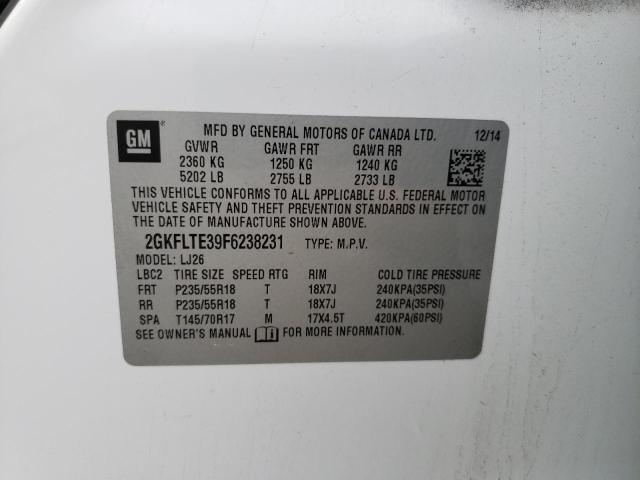 GM
MFD BY GENERAL MOTORS OF CANADA LTD. 12/14
GVWR GAWR FRT GAWR RR
2360 KG 1250 KG 1240 KG
5202 LB 2755 LB 2733 LB
THIS VEHICLE CONFORMS TO ALL APPLICABLE U.S. FEDERAL MOTOR
VEHICLE SAFETY AND THEFT PREVENTION STANDARDS IN EFFECT ON
THE DATE OF MANUFACTURE SHOWN ABOVE.
2GKFLTE39F6238231 TYPE: M.P.V.
MODEL: LJ26
LBC2 TIRE SIZE SPEED RTG RIM COLD TIRE PRESSURE
FRT P235/55R18 T 18X7J 240KPA(35PSI)
RR P235/55R18 T 18X7J 240KPA(35PSI)
SPA T145/70R17 M 17X4.5T 420KPA(60PSI)
SEE OWNER'S MANUAL FOR MORE INFORMATION.